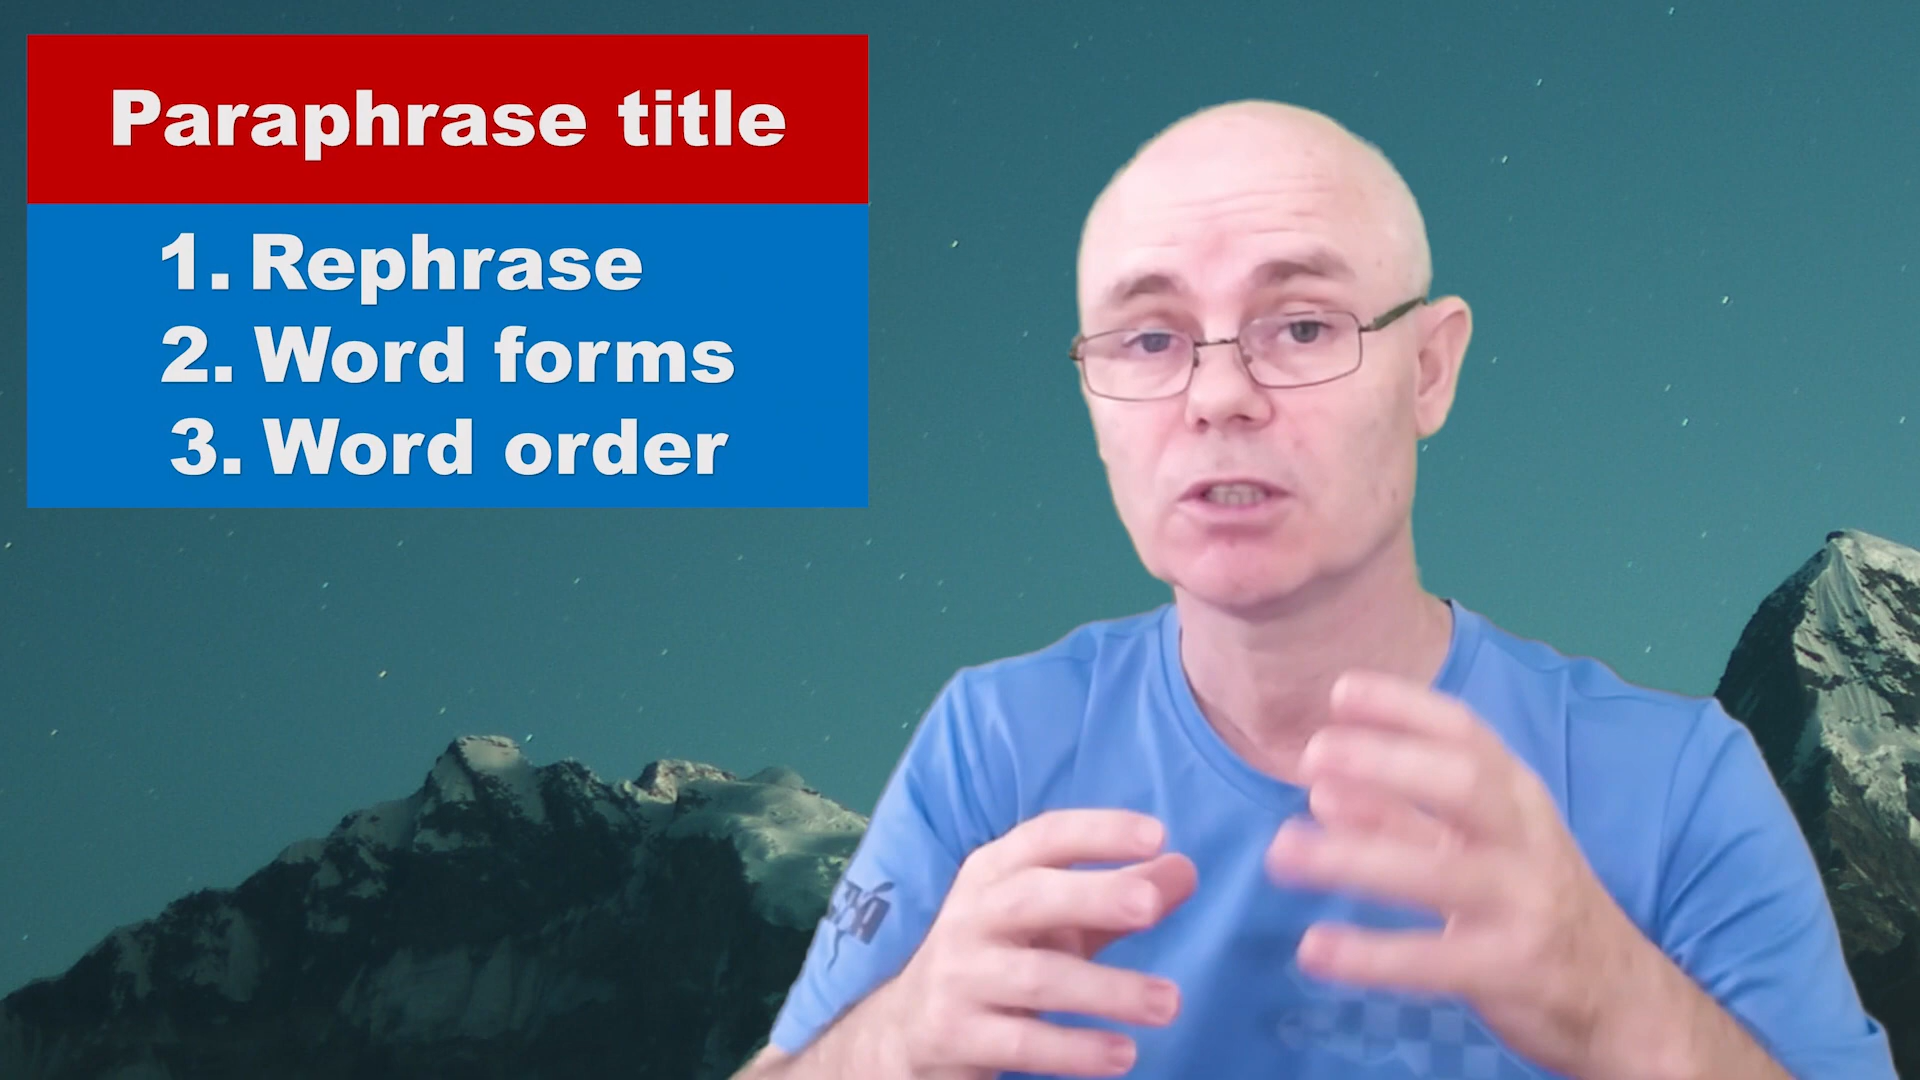 Paraphrase title
1. Rephrase
2. Word forms
3. Word order